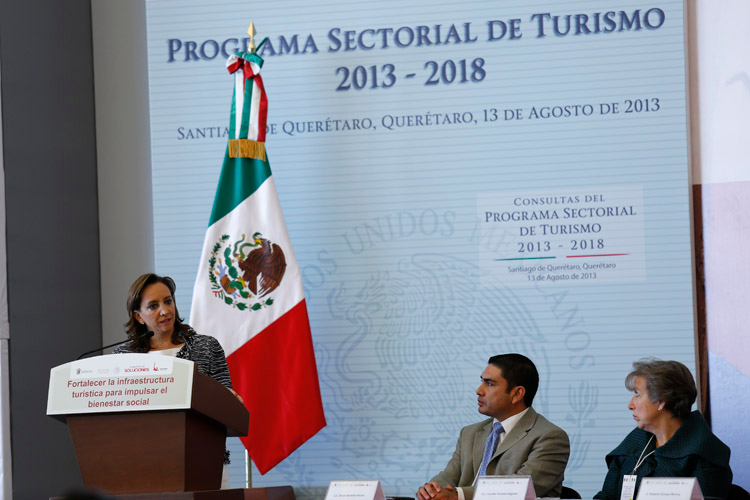 PROGRAMA SECTORIAL DE TURISMO
2013 - 2018
SANTIAGO DE QUERÉTARO, QUERÉTARO, 13 DE AGOSTO DE 2013
CONSULTAS DEL
PROGRAMA SECTORIAL
DE TURISMO
2013 - 2018
SANTIAGO DE QUERÉTARO, QUERÉTARO
13 DE AGOSTO DE 2013
UNIDOS
SOLUCIONES
Fortalecer la infraestructura
turística para impulsar el
bienestar social